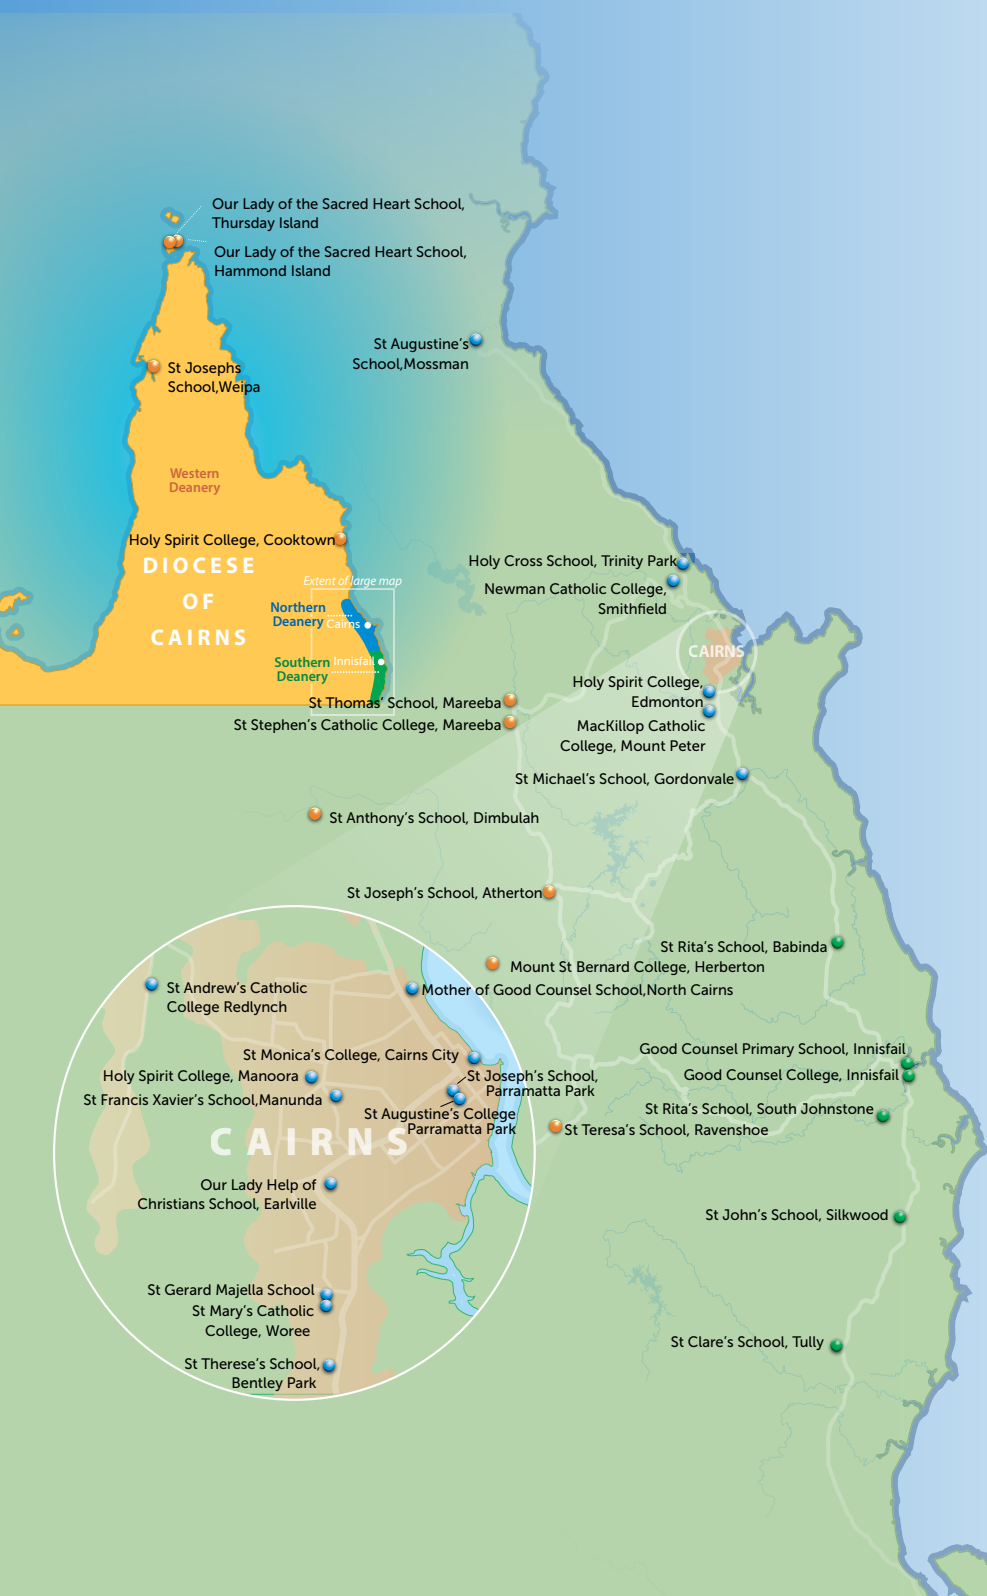 Our Lady of the Sacred Heart School,
Thursday Island
Our Lady of the Sacred Heart School,
Hammond Island
St Augustine's
School,Mossman
St Josephs
School,Weipa
Western
Deanery
Holy Spirit College, Cooktown
DIOCESE
OF
CAIRNS
Extent of large map
Northern
Deanery
Cairns
Southern
Deanery
Innisfail
Holy Cross School, Trinity Park
Newman Catholic College,
Smithfield
CAIRNS
Holy Spirit College,
Edmonton
MacKillop Catholic
College, Mount Peter
St Thomas' School, Mareeba
St Stephen's Catholic College, Mareeba
St Michael's School, Gordonvale
St Anthony's School, Dimbulah
St Joseph's School, Atherton
St Rita's School, Babinda
Mount St Bernard College, Herberton
St Andrew's Catholic
College Redlynch
Mother of Good Counsel School,North Cairns
St Monica's College, Cairns City
Good Counsel Primary School, Innisfail
Good Counsel College, Innisfail
Holy Spirit College, Manoora
St Joseph's School,
Parramatta Park
St Francis Xavier's School,Manunda
St Augustine's College
Parramatta Park
St Rita's School, South Johnstone
St Teresa's School, Ravenshoe
CAIRNS
Our Lady Help of
Christians School, Earlville
St John's School, Silkwood
St Gerard Majella School
St Mary's Catholic
College, Woree
St Clare's School, Tully
St Therese's School,
Bentley Park